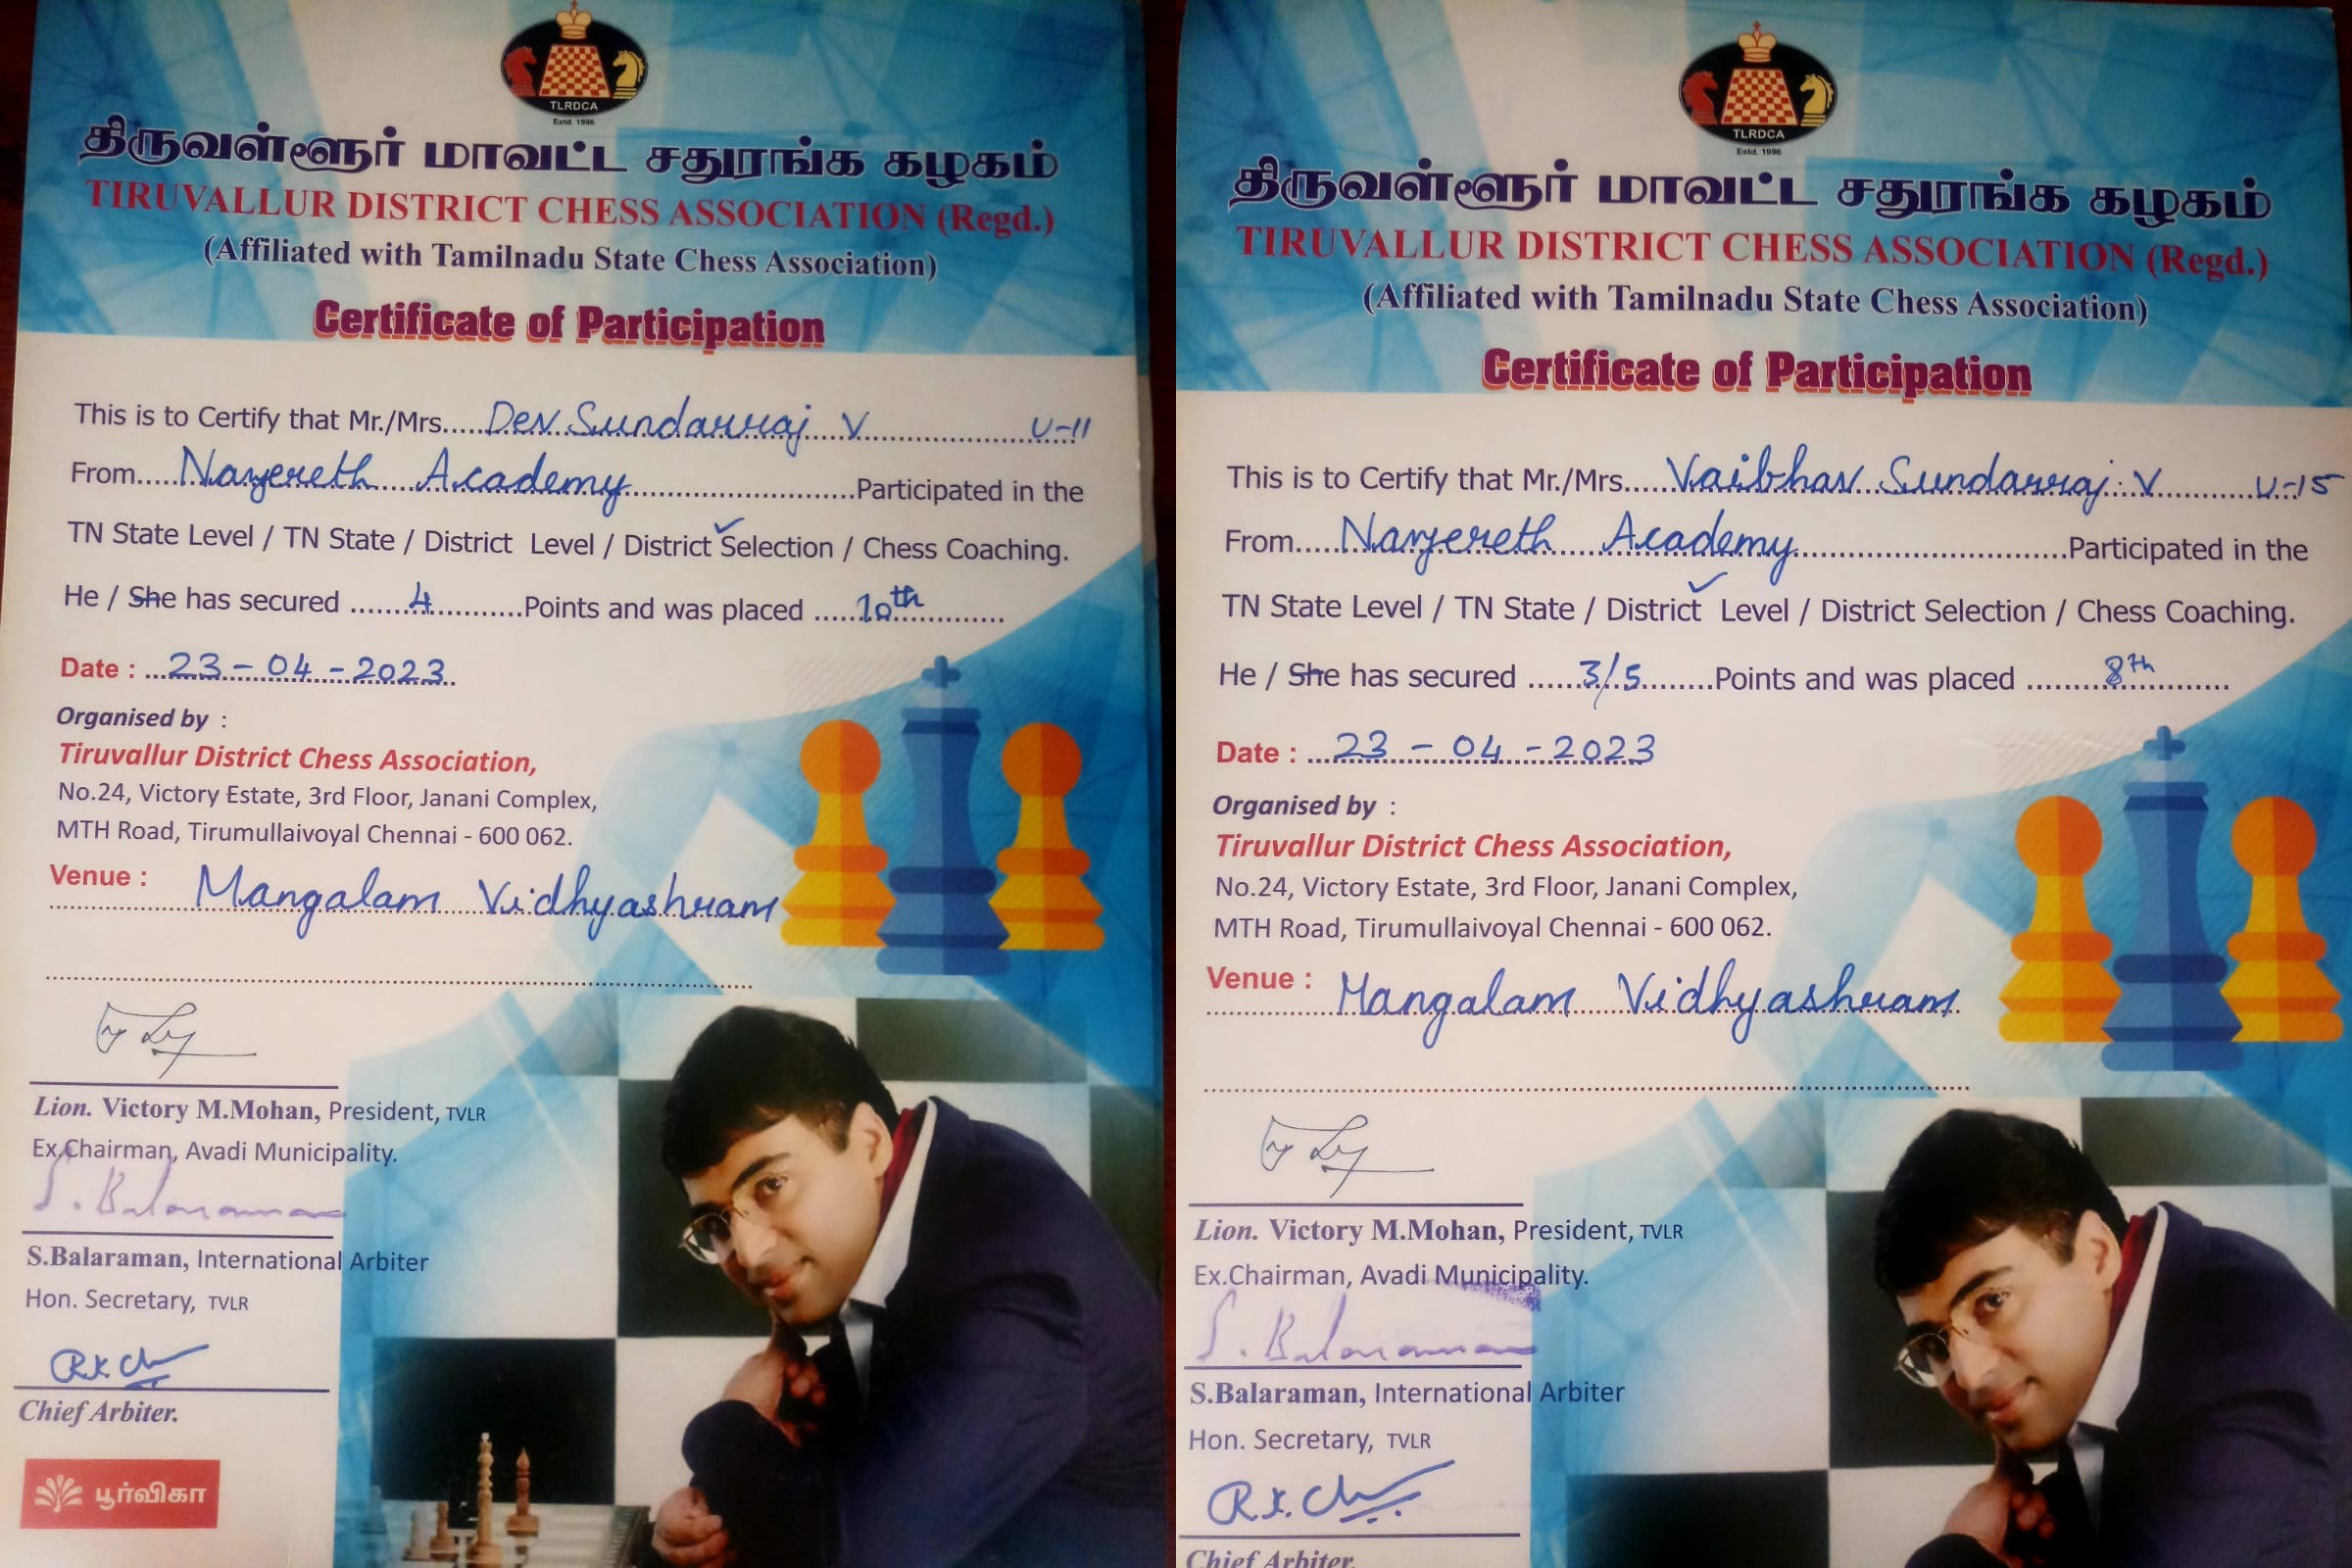 TLRDCA
Estd. 1996
திருவள்ளூர் மாவட்ட சதுரங்க கழகம்
TIRUVALLUR DISTRICT CHESS ASSOCIATION (Regd.)
(Affiliated with Tamilnadu State Chess Association)
Certificate of Participation
This is to Certify that Mr./Mrs. Dev Sundarraj V U-11
From Nazereth Academy Participated in the
TN State Level / TN State / District Level / District Selection / Chess Coaching.
He / She has secured 4 Points and was placed 10th
Date : 23-04-2023
Organised by :
Tiruvallur District Chess Association,
No.24, Victory Estate, 3rd Floor, Janani Complex,
MTH Road, Tirumullaivoyal Chennai - 600 062.
Venue : Mangalam Vidhyashram
Lion. Victory M.Mohan, President, TVLR
Ex.Chairman, Avadi Municipality.
S. Balaraman
S.Balaraman, International Arbiter
Hon. Secretary, TVLR
Chief Arbiter.
பூர்விகா
TLRDCA
Estd. 1996
திருவள்ளூர் மாவட்ட சதுரங்க கழகம்
TIRUVALLUR DISTRICT CHESS ASSOCIATION (Regd.)
(Affiliated with Tamilnadu State Chess Association)
Certificate of Participation
This is to Certify that Mr./Mrs. Vaibhav Sundarraj. V U-15
From Nazereth Academy Participated in the
TN State Level / TN State / District Level / District Selection / Chess Coaching.
He / She has secured 3/5 Points and was placed 8th
Date : 23-04-2023
Organised by :
Tiruvallur District Chess Association,
No.24, Victory Estate, 3rd Floor, Janani Complex,
MTH Road, Tirumullaivoyal Chennai - 600 062.
Venue : Mangalam Vidhyashram
Lion. Victory M.Mohan, President, TVLR
Ex.Chairman, Avadi Municipality.
S. Balaraman
S.Balaraman, International Arbiter
Hon. Secretary, TVLR
Chief Arbiter.